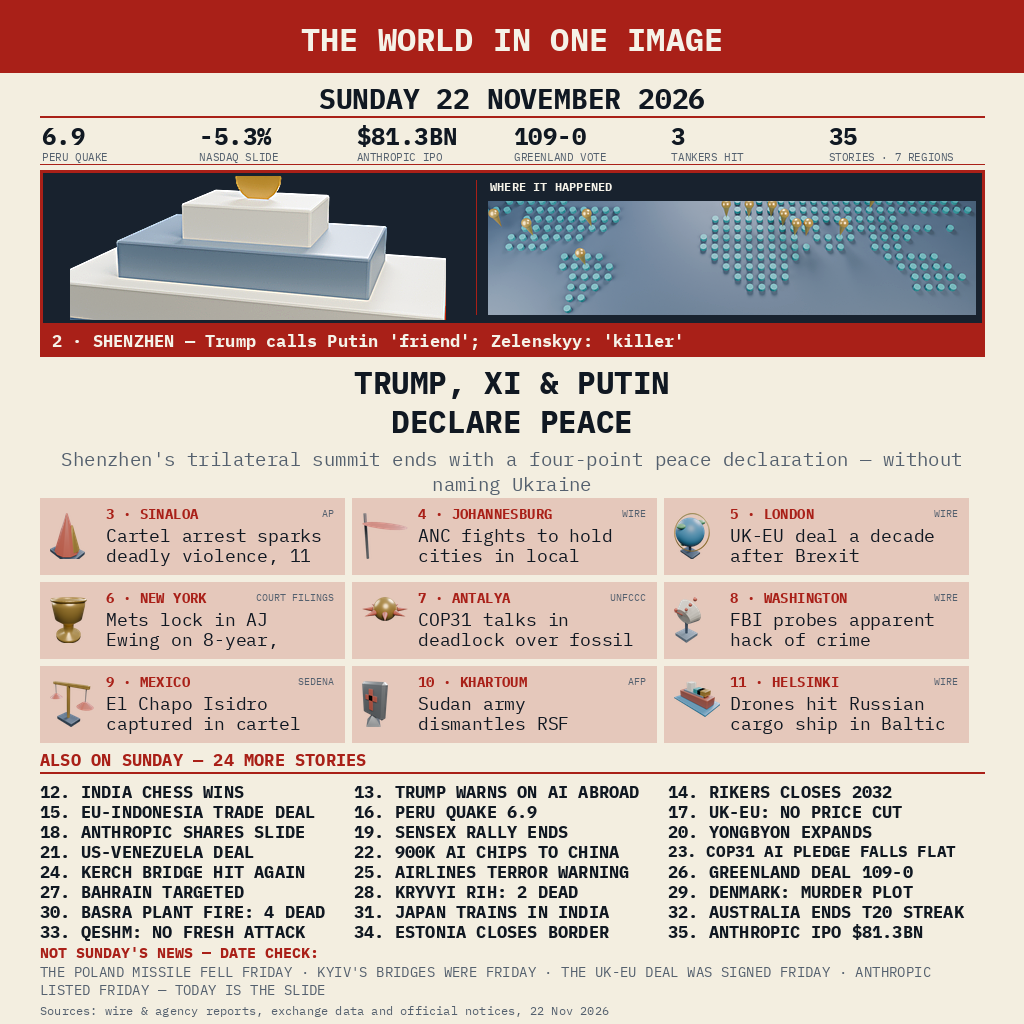 THE WORLD IN ONE IMAGE
SUNDAY 22 NOVEMBER 2026
6.9
PERU QUAKE
-5.3%
NASDAQ SLIDE
$81.3BN
ANTHROPIC IPO
109-0
GREENLAND VOTE
3
TANKERS HIT
35
STORIES · 7 REGIONS
WHERE IT HAPPENED
2 · SHENZHEN — Trump calls Putin 'friend'; Zelenskyy: 'killer'
TRUMP, XI & PUTIN
DECLARE PEACE
Shenzhen's trilateral summit ends with a four-point peace declaration — without
naming Ukraine
3 · SINALOA AP
Cartel arrest sparks
deadly violence, 11
4 · JOHANNESBURG WIRE
ANC fights to hold
cities in local
5 · LONDON WIRE
UK-EU deal a decade
after Brexit
6 · NEW YORK COURT FILINGS
Mets lock in AJ
Ewing on 8-year,
7 · ANTALYA UNFCCC
COP31 talks in
deadlock over fossil
8 · WASHINGTON WIRE
FBI probes apparent
hack of crime
9 · MEXICO SEDENA
El Chapo Isidro
captured in cartel
10 · KHARTOUM AFP
Sudan army
dismantles RSF
11 · HELSINKI WIRE
Drones hit Russian
cargo ship in Baltic
ALSO ON SUNDAY — 24 MORE STORIES
12. INDIA CHESS WINS 13. TRUMP WARNS ON AI ABROAD 14. RIKERS CLOSES 2032
15. EU-INDONESIA TRADE DEAL 16. PERU QUAKE 6.9 17. UK-EU: NO PRICE CUT
18. ANTHROPIC SHARES SLIDE 19. SENSEX RALLY ENDS 20. YONGBYON EXPANDS
21. US-VENEZUELA DEAL 22. 900K AI CHIPS TO CHINA 23. COP31 AI PLEDGE FALLS FLAT
24. KERCH BRIDGE HIT AGAIN 25. AIRLINES TERROR WARNING 26. GREENLAND DEAL 109-0
27. BAHRAIN TARGETED 28. KRYVYI RIH: 2 DEAD 29. DENMARK: MURDER PLOT
30. BASRA PLANT FIRE: 4 DEAD 31. JAPAN TRAINS IN INDIA 32. AUSTRALIA ENDS T20 STREAK
33. QESHM: NO FRESH ATTACK 34. ESTONIA CLOSES BORDER 35. ANTHROPIC IPO $81.3BN
NOT SUNDAY'S NEWS — DATE CHECK:
THE POLAND MISSILE FELL FRIDAY · KYIV'S BRIDGES WERE FRIDAY · THE UK-EU DEAL WAS SIGNED FRIDAY · ANTHROPIC
LISTED FRIDAY — TODAY IS THE SLIDE
Sources: wire & agency reports, exchange data and official notices, 22 Nov 2026